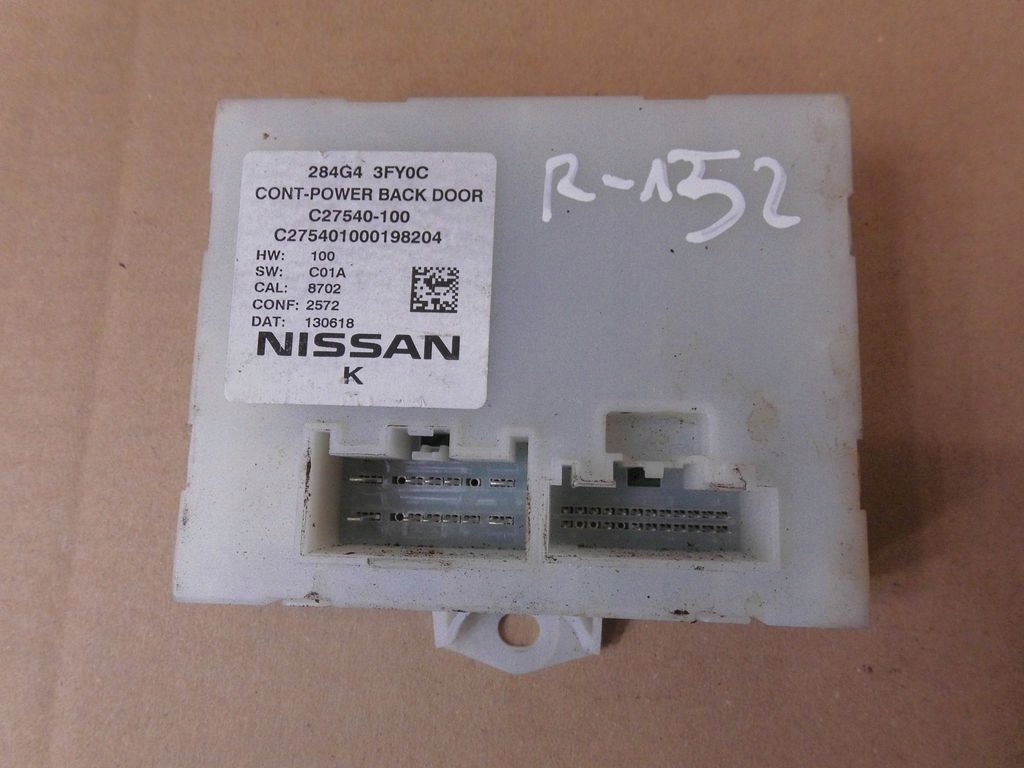 284G4 3FY0C
CONT-POWER BACK DOOR
C27540-100
C275401000198204
HW: 100
SW: C01A
CAL: 8702
CONF: 2572
DAT: 130618
NISSAN
K
R-152